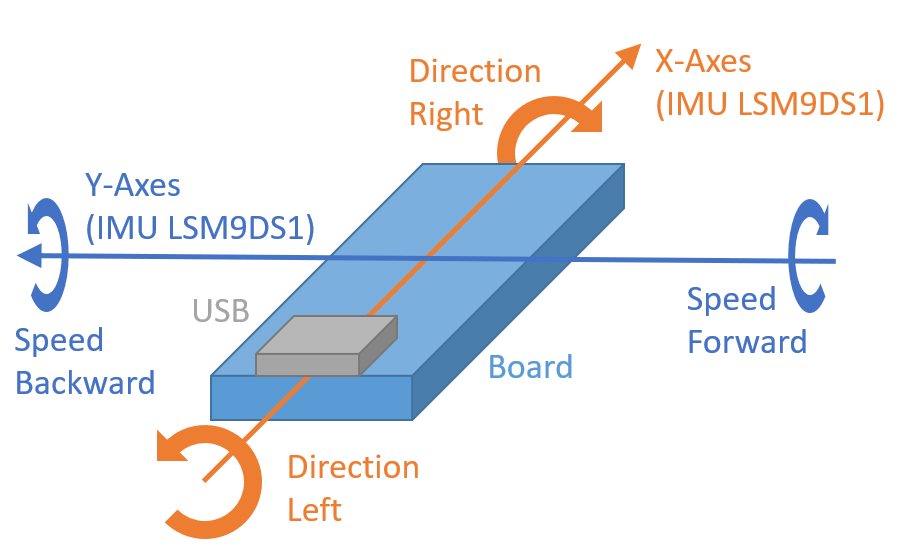 Direction
Right
X-Axes
(IMU LSM9DS1)
Y-Axes
(IMU LSM9DS1)
USB
Speed
Forward
Speed
Backward
Board
Direction
Left